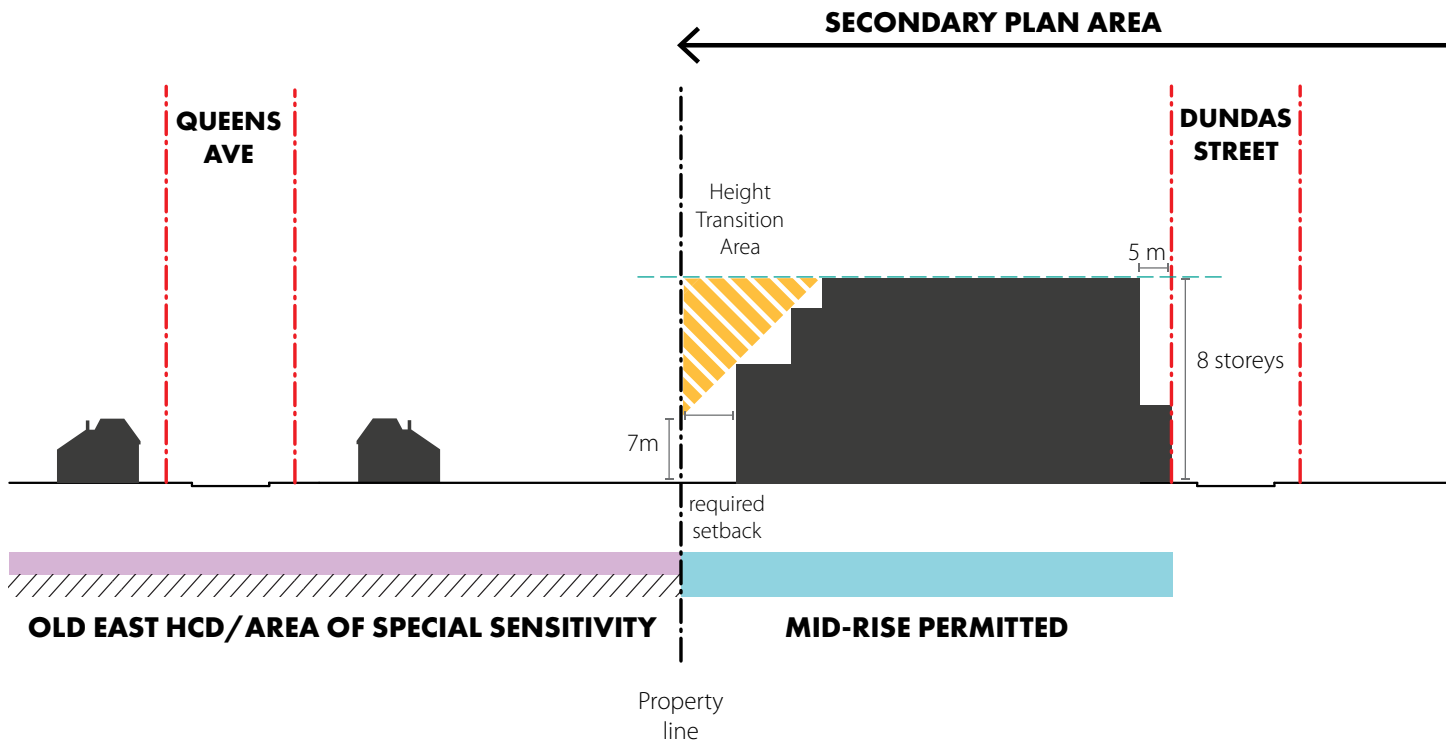 SECONDARY PLAN AREA
QUEENS
AVE
DUNDAS
STREET
Height
Transition
Area
5 m
8 storeys
7m
required
setback
OLD EAST HCD/AREA OF SPECIAL SENSITIVITY
MID-RISE PERMITTED
Property
line